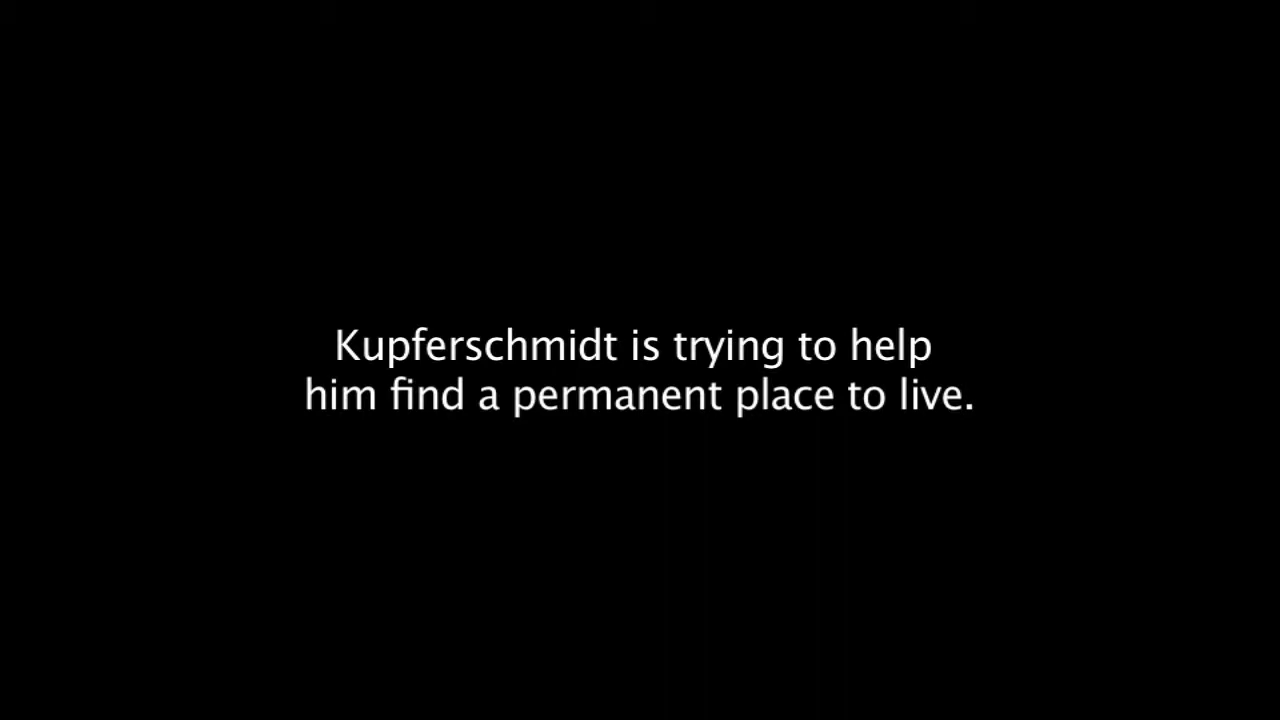 Kupferschmidt is trying to help
him find a permanent place to live.